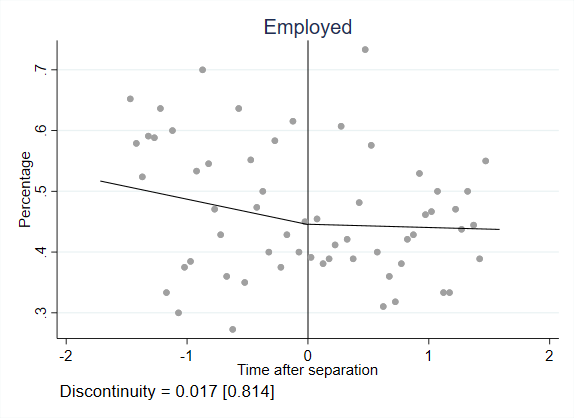 Employed
Percentage
.7
.6
.5
.4
.3
-2 -1 0 1 2
Time after separation
Discontinuity = 0.017 [0.814]